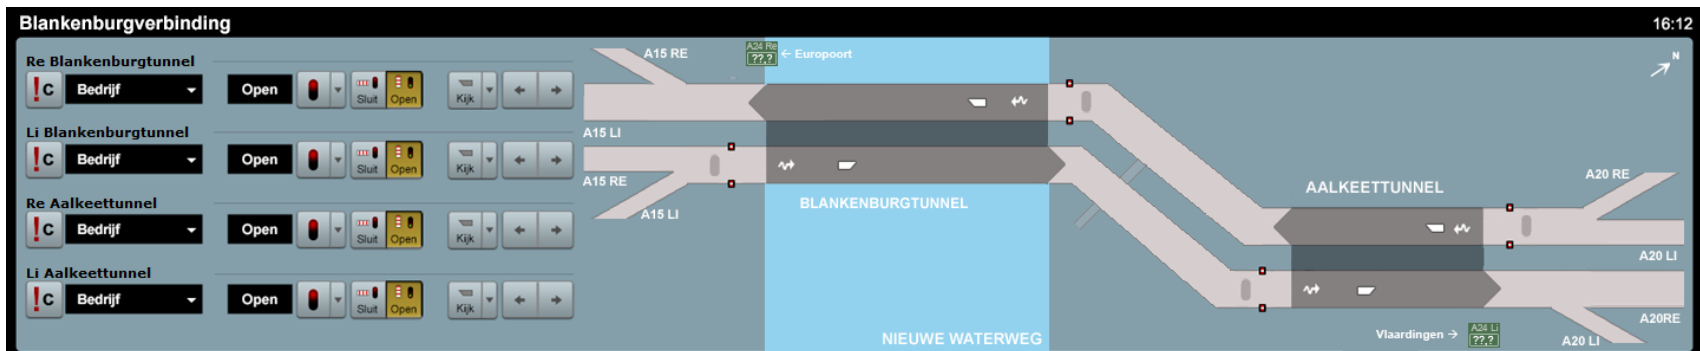 Blankenburgverbinding
16:12
Re Blankenburgtunnel
!C Bedrijf Open Sluit Open Kijk
Li Blankenburgtunnel
!C Bedrijf Open Sluit Open Kijk
Re Aalkeettunnel
!C Bedrijf Open Sluit Open Kijk
Li Aalkeettunnel
!C Bedrijf Open Sluit Open Kijk
A15 RE
A24 Re
??,?
← Europoort
N
A15 LI
A15 RE
A15 LI
BLANKENBURGTUNNEL
NIEUWE WATERWEG
AALKEETTUNNEL
A20 RE
A20 LI
A20RE
A20 LI
Vlaardingen →
A24 Li
??,?